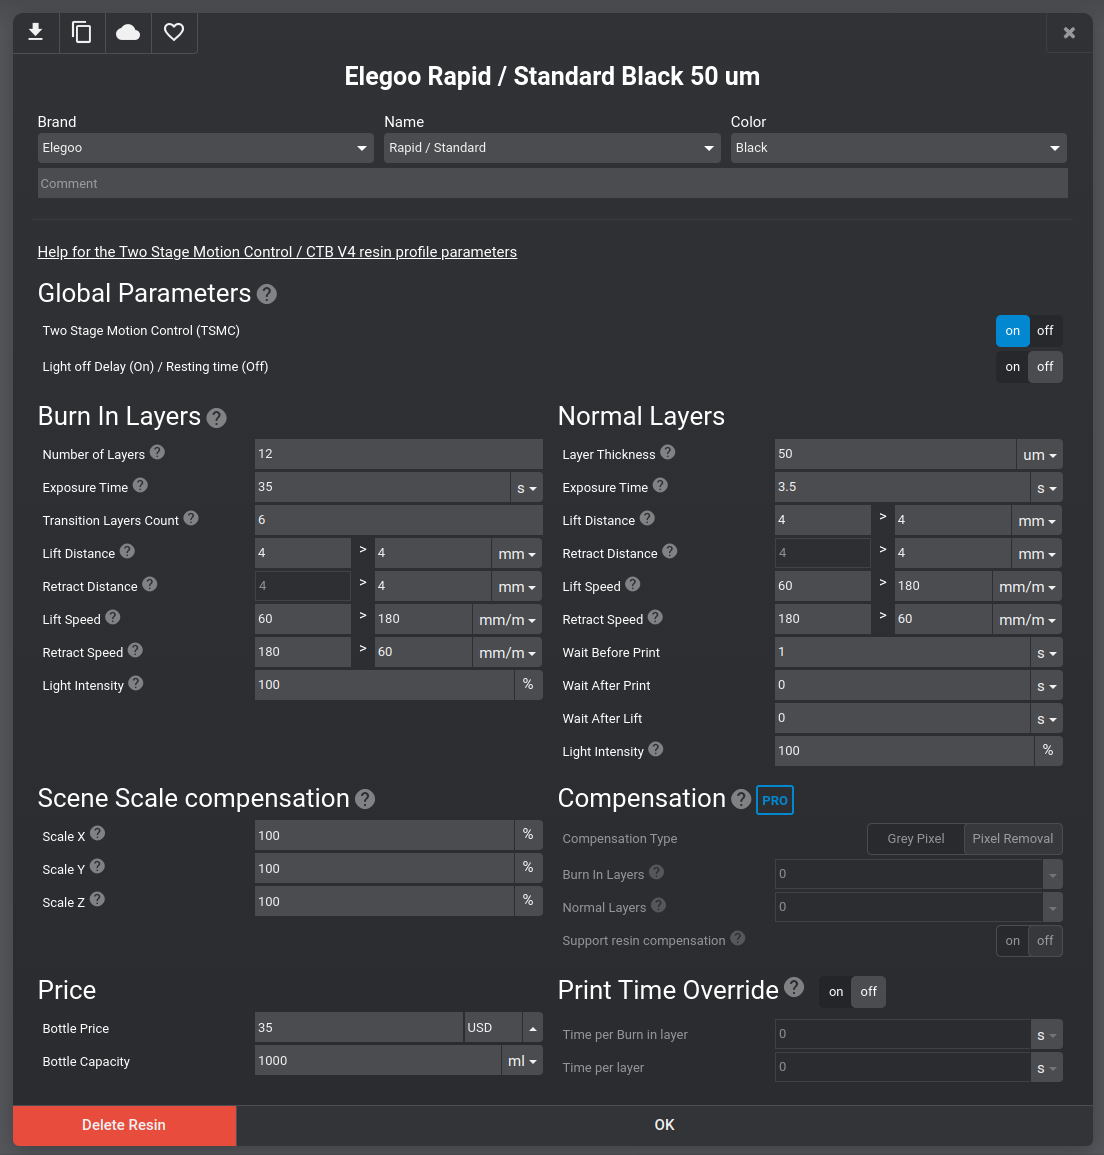 Elegoo Rapid / Standard Black 50 um
Brand Name Color
Elegoo Rapid / Standard Black
Comment
Help for the Two Stage Motion Control / CTB V4 resin profile parameters
Global Parameters ?
Two Stage Motion Control (TSMC) on off
Light off Delay (On) / Resting time (Off) on off
Burn In Layers ?
Number of Layers ? 12
Exposure Time ? 35 s
Transition Layers Count ? 6
Lift Distance ? 4 > 4 mm
Retract Distance ? 4 > 4 mm
Lift Speed ? 60 > 180 mm/m
Retract Speed ? 180 > 60 mm/m
Light Intensity ? 100 %
Normal Layers
Layer Thickness ? 50 um
Exposure Time ? 3.5 s
Lift Distance ? 4 > 4 mm
Retract Distance ? 4 > 4 mm
Lift Speed ? 60 > 180 mm/m
Retract Speed ? 180 > 60 mm/m
Wait Before Print 1 s
Wait After Print 0 s
Wait After Lift 0 s
Light Intensity ? 100 %
Scene Scale compensation ?
Scale X ? 100 %
Scale Y ? 100 %
Scale Z ? 100 %
Compensation ? PRO
Compensation Type Grey Pixel Pixel Removal
Burn In Layers ? 0
Normal Layers ? 0
Support resin compensation ? on off
Price
Bottle Price 35 USD
Bottle Capacity 1000 ml
Print Time Override ? on off
Time per Burn in layer 0 s
Time per layer 0 s
Delete Resin OK